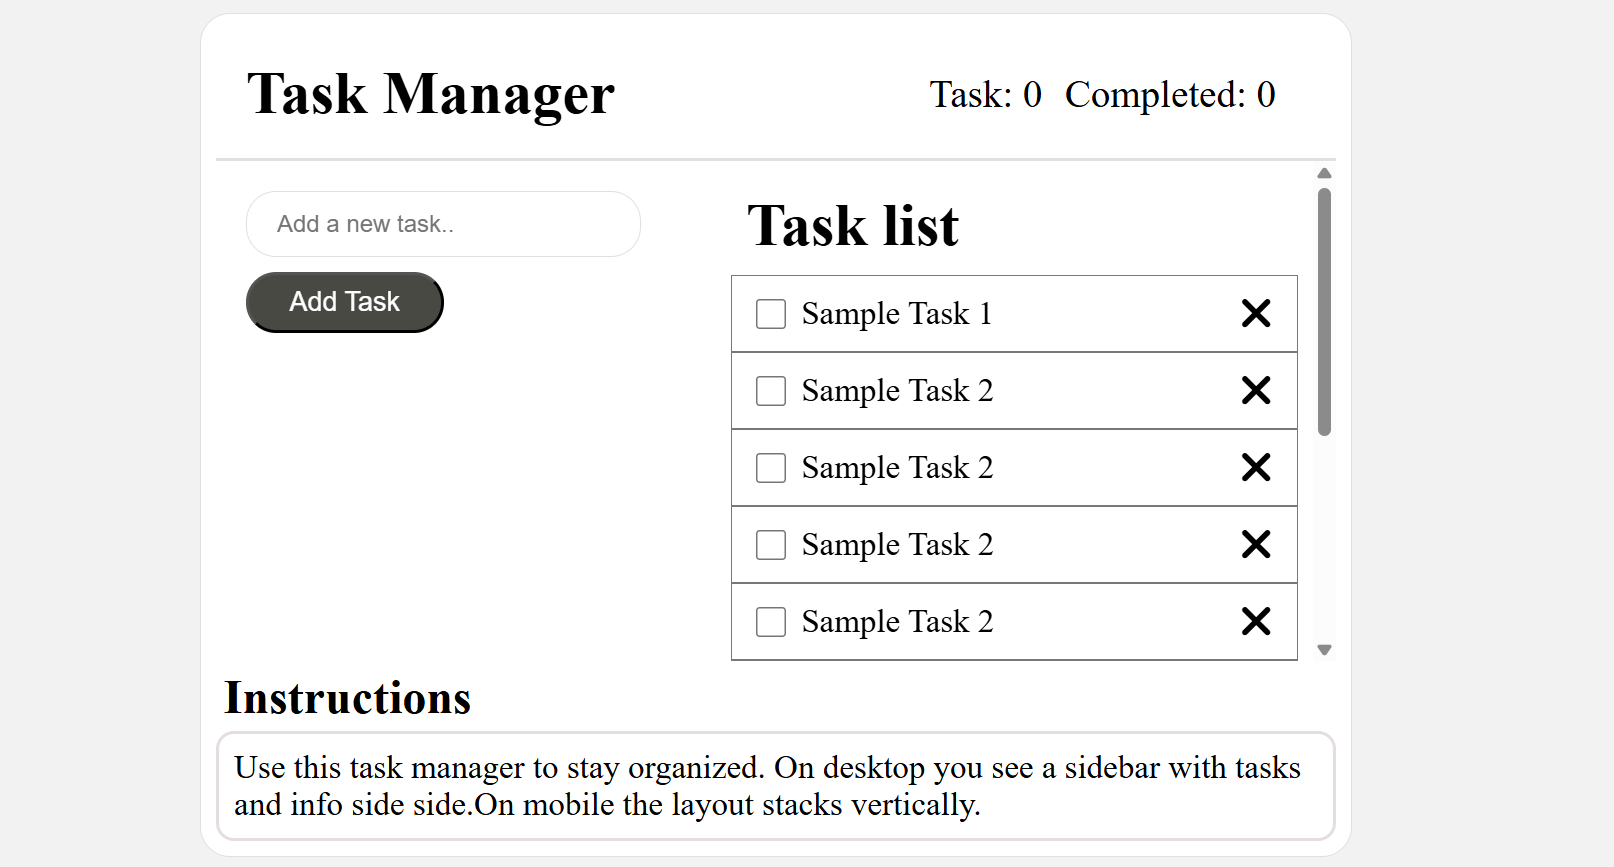 Task Manager
Task: 0 Completed: 0
Add a new task..
Add Task
Task list
Sample Task 1
Sample Task 2
Sample Task 2
Sample Task 2
Sample Task 2
Instructions
Use this task manager to stay organized. On desktop you see a sidebar with tasks
and info side side.On mobile the layout stacks vertically.